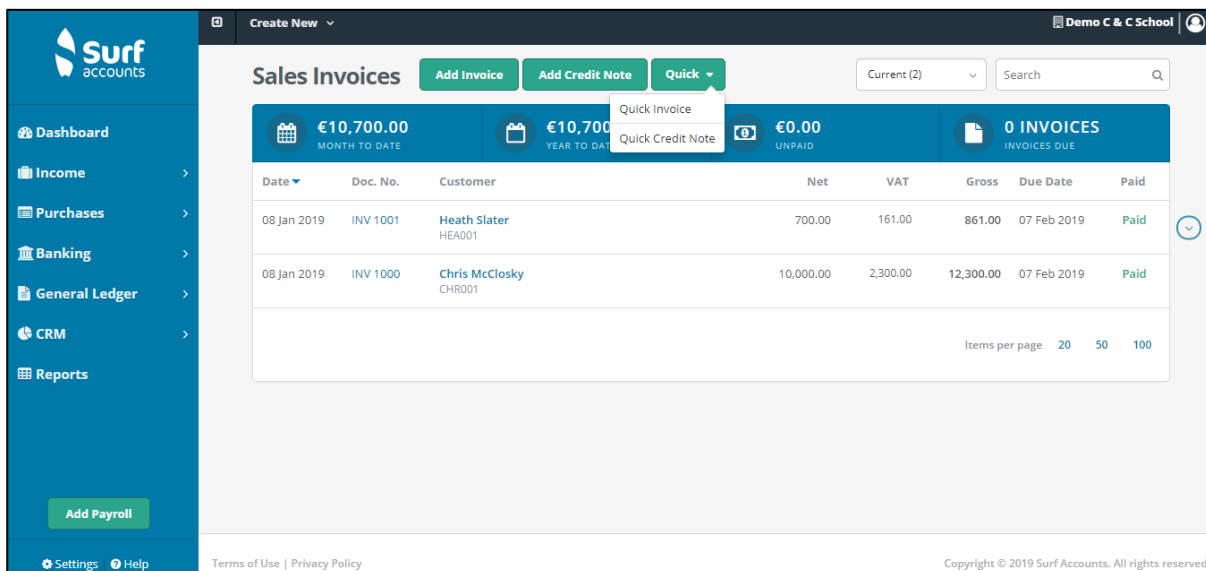 Surf
accounts
Create New
Demo C & C School
Sales Invoices Add Invoice Add Credit Note Quick Current (2) Search
Quick Invoice
Quick Credit Note
€10,700.00 €10,700 €0.00 0 INVOICES
MONTH TO DATE YEAR TO DAT UNPAID INVOICES DUE
Dashboard
Income
Purchases
Banking
General Ledger
CRM
Reports
Date Doc. No. Customer Net VAT Gross Due Date Paid
08 Jan 2019 INV 1001 Heath Slater 700.00 161.00 861.00 07 Feb 2019 Paid
HEA001
08 Jan 2019 INV 1000 Chris McClosky 10,000.00 2,300.00 12,300.00 07 Feb 2019 Paid
CHR001
Items per page 20 50 100
Add Payroll
Settings Help
Terms of Use | Privacy Policy
Copyright © 2019 Surf Accounts. All rights reserved